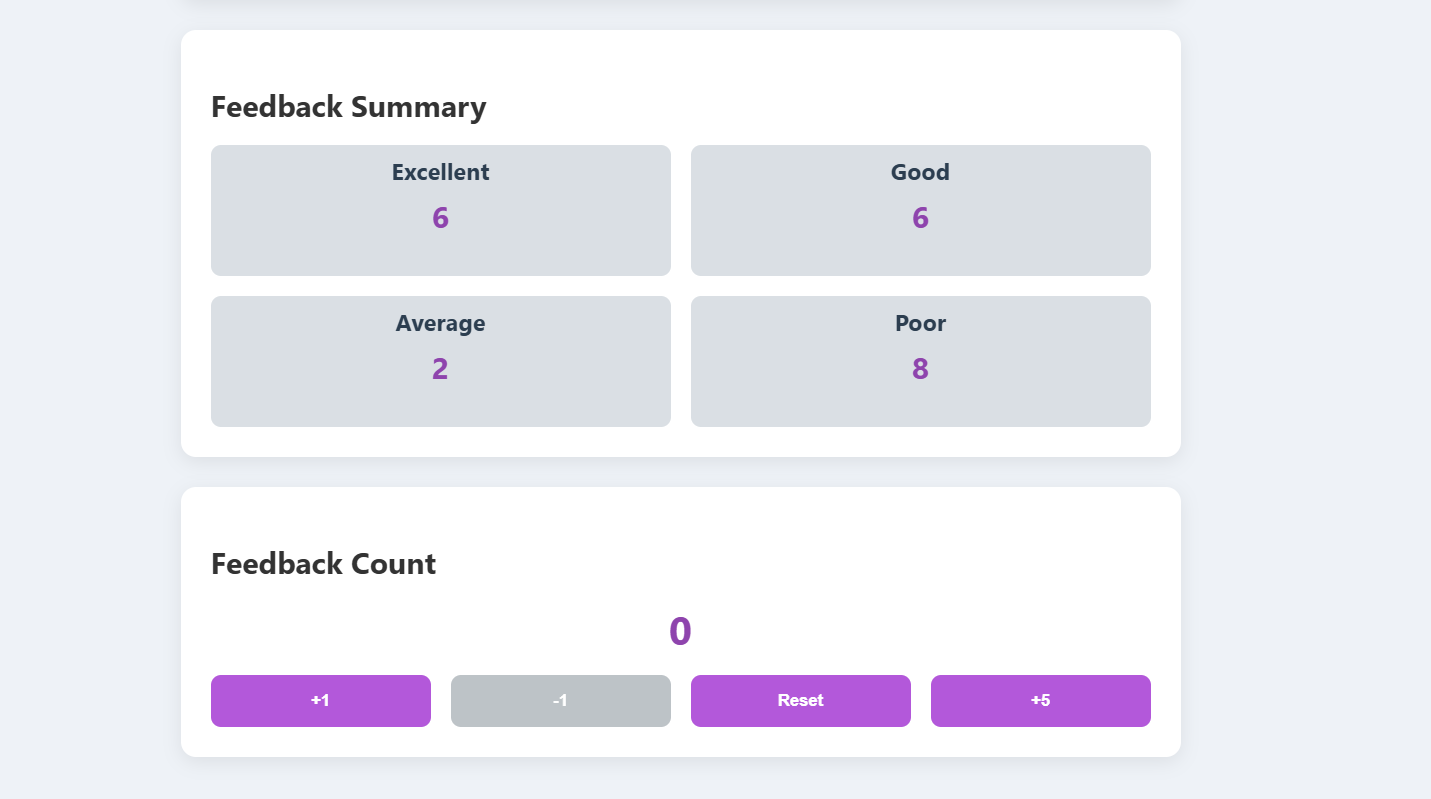 Feedback Summary
Excellent
Good
6
6
Average
Poor
2
8
Feedback Count
0
+1
-1
Reset
+5